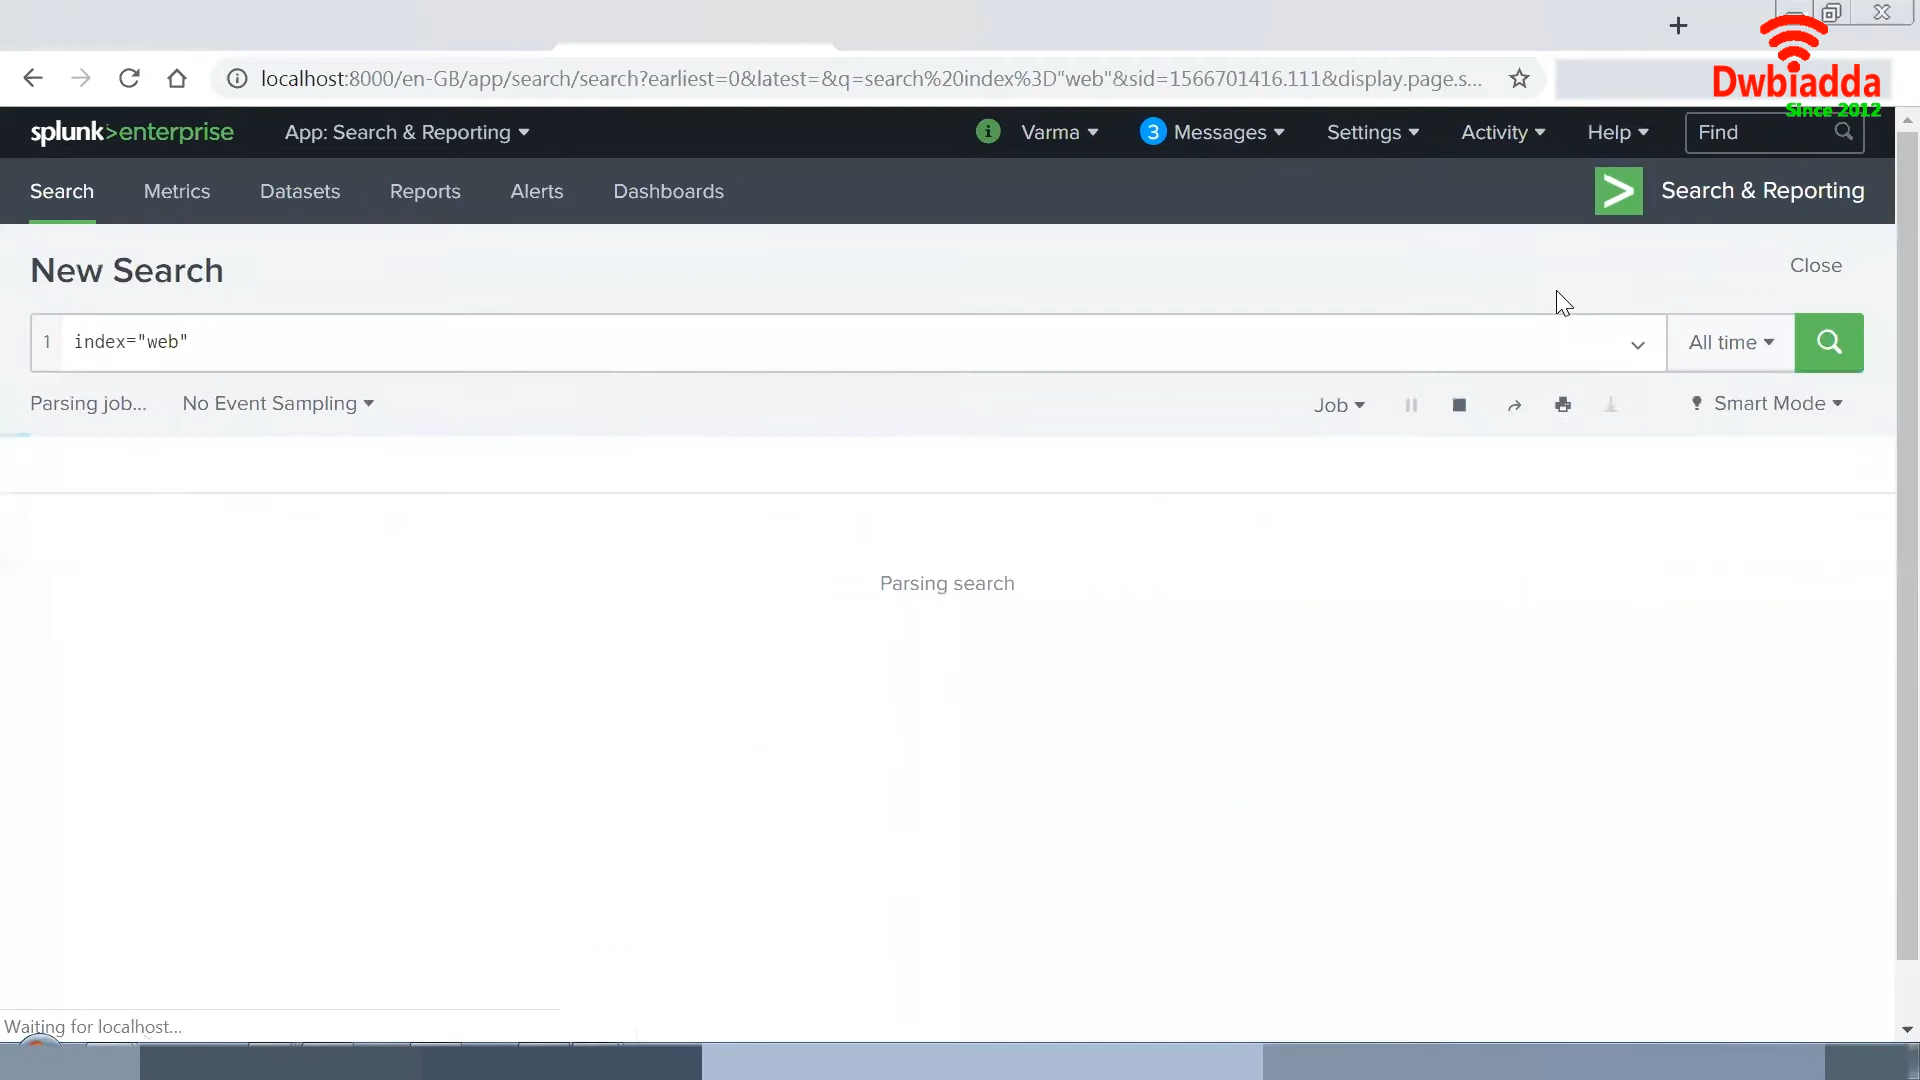 Dwbiadda
Since 2012
localhost:8000/en-GB/app/search/search?earliest=0&latest=&q=search%20index%3D"web"&sid=1566701416.111&display.page.s...
splunk>enterprise App: Search & Reporting i Varma 3 Messages Settings Activity Help Find
Search Metrics Datasets Reports Alerts Dashboards > Search & Reporting
New Search Close
1 index="web" All time
Parsing job... No Event Sampling Job Smart Mode
Parsing search
Waiting for localhost...